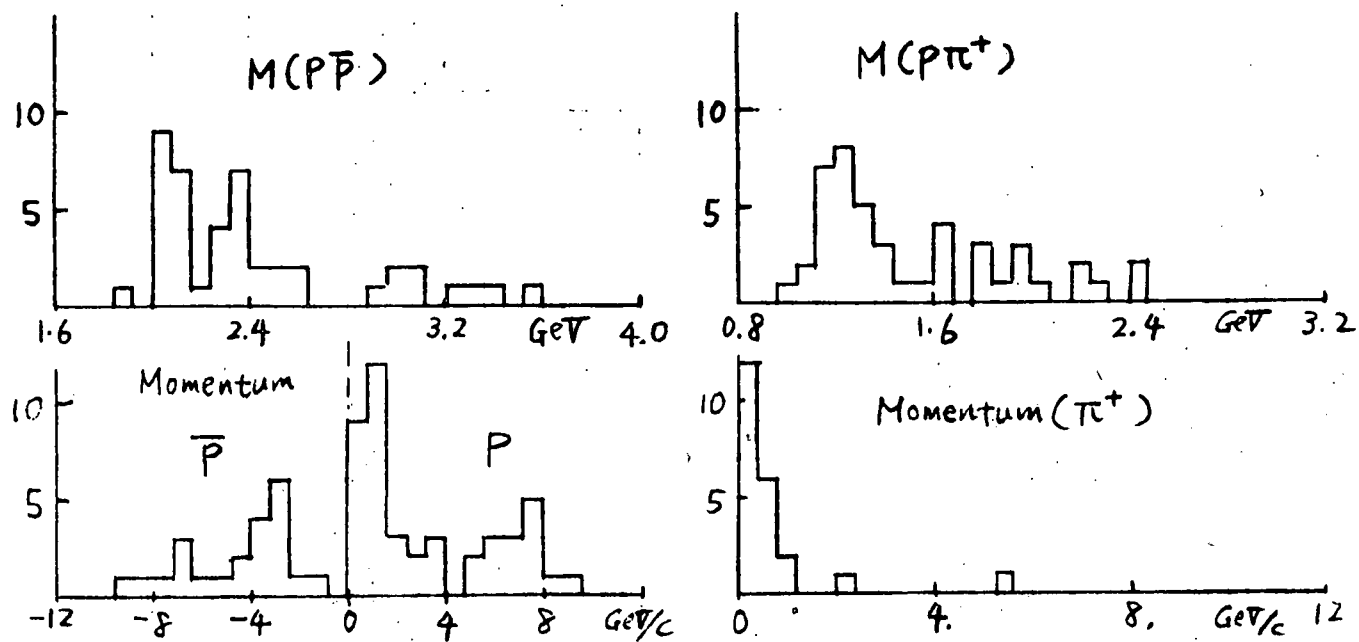 M(PP̅)
10
5
1.6 2.4 3.2 GeV 4.0
M(Pπ⁺)
10
5
0.8 1.6 2.4 GeV 3.2
Momentum
P̅ P
10
5
-12 -8 -4 0 4 8 GeV/c
Momentum(π⁺)
10
5
0 4. 8. GeV/c 12